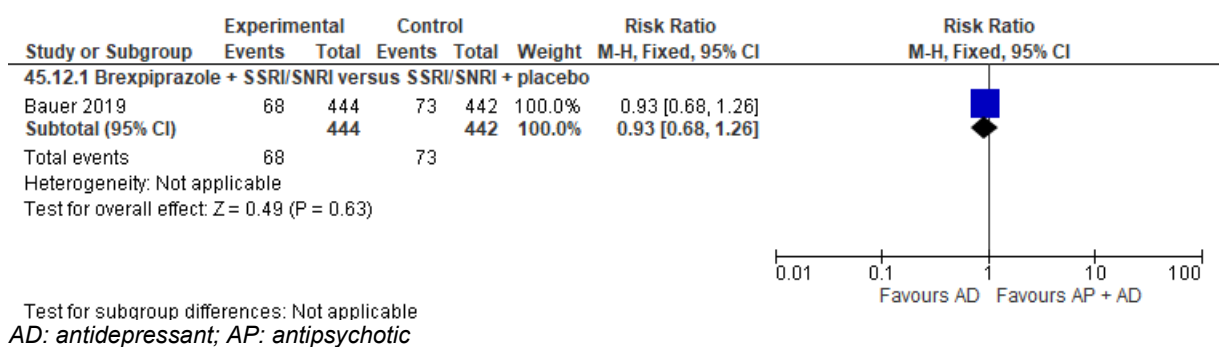 Experimental Control Risk Ratio Risk Ratio
Study or Subgroup Events Total Events Total Weight M-H, Fixed, 95% CI M-H, Fixed, 95% CI
45.12.1 Brexpiprazole + SSRI/SNRI versus SSRI/SNRI + placebo
Bauer 2019 68 444 73 442 100.0% 0.93 [0.68, 1.26]
Subtotal (95% CI) 444 442 100.0% 0.93 [0.68, 1.26]
Total events 68 73
Heterogeneity: Not applicable
Test for overall effect: Z = 0.49 (P = 0.63)
0.01 0.1 1 10 100
Favours AD Favours AP + AD
Test for subgroup differences: Not applicable
AD: antidepressant; AP: antipsychotic